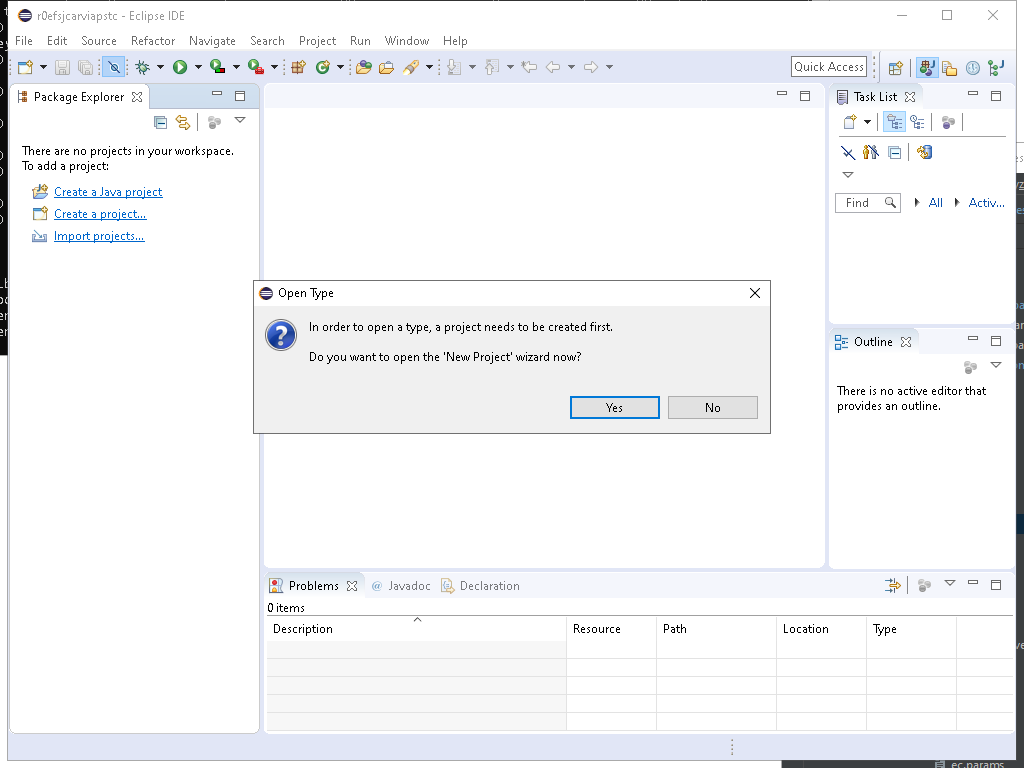 r0efsjcarviapstc - Eclipse IDE
File Edit Source Refactor Navigate Search Project Run Window Help
Quick Access
Package Explorer
There are no projects in your workspace.
To add a project:
Create a Java project
Create a project...
Import projects...
Task List
Find All Activ...
Open Type
In order to open a type, a project needs to be created first.
Do you want to open the 'New Project' wizard now?
Yes No
Outline
There is no active editor that
provides an outline.
Problems @ Javadoc Declaration
0 items
Description Resource Path Location Type
ec.params